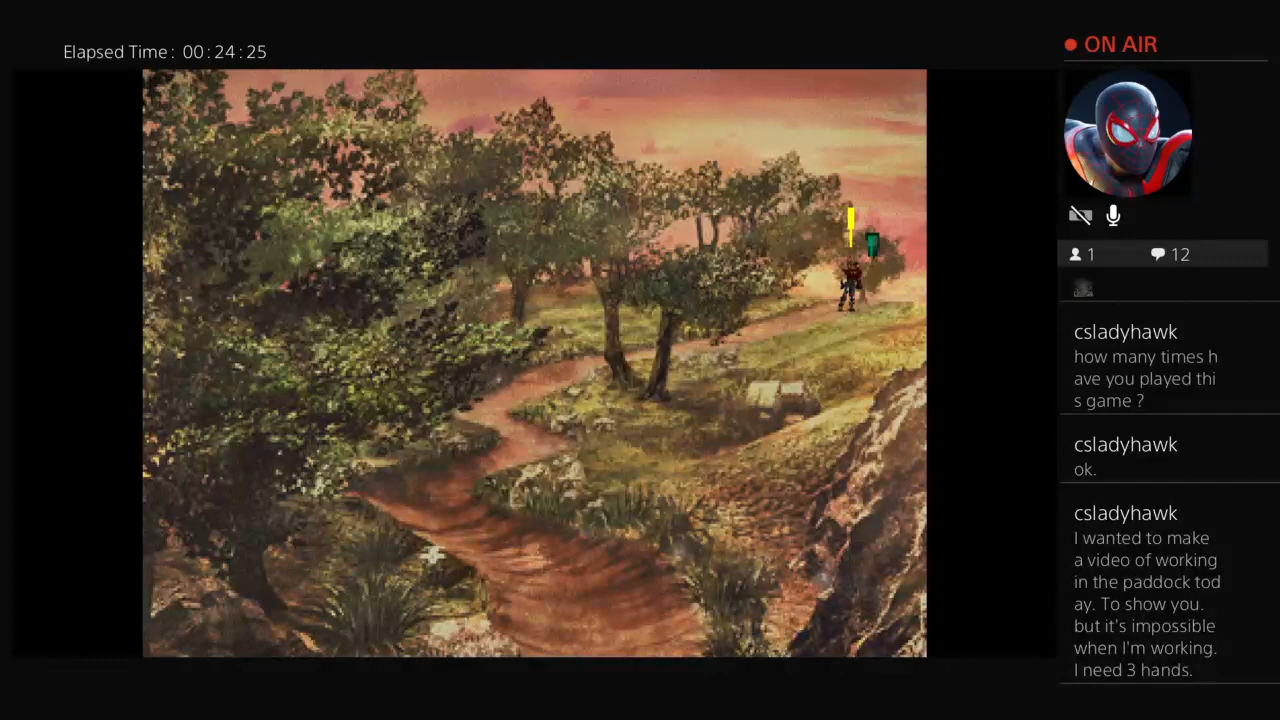 Elapsed Time: 00:24:25
ON AIR
1 12
csladyhawk
how many times h
ave you played thi
s game ?
csladyhawk
ok.
csladyhawk
I wanted to make
a video of working
in the paddock tod
ay. To show you.
but it's impossible
when I'm working.
I need 3 hands.